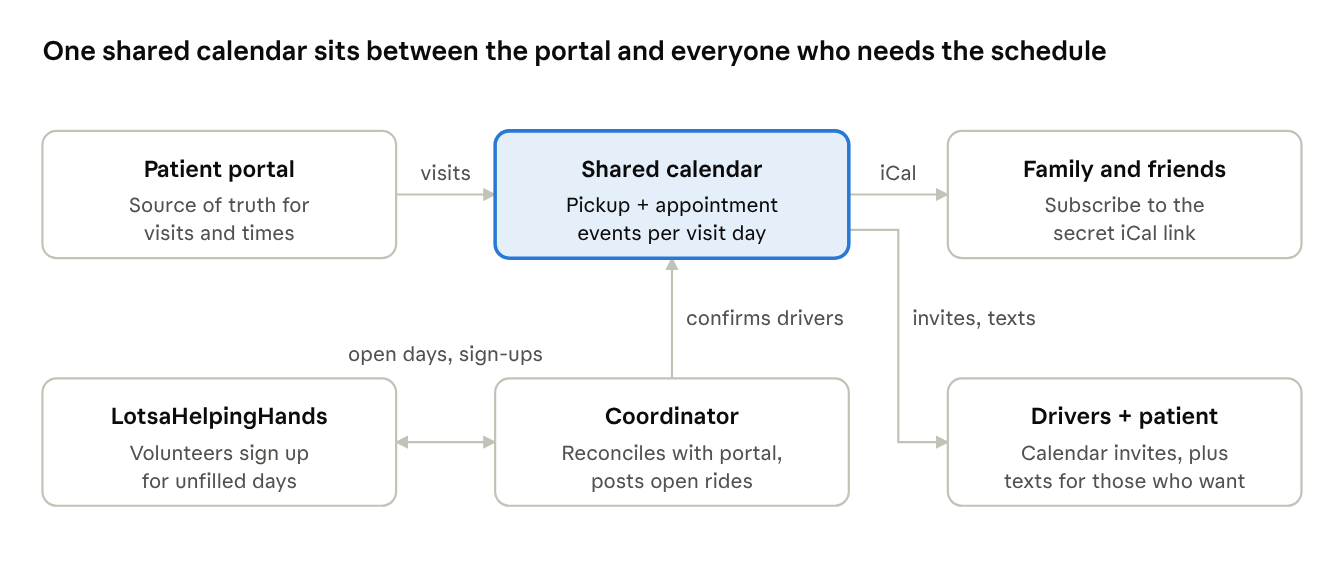 One shared calendar sits between the portal and everyone who needs the schedule
Patient portal
Source of truth for
visits and times
visits
Shared calendar
Pickup + appointment
events per visit day
iCal
Family and friends
Subscribe to the
secret iCal link
confirms drivers
invites, texts
open days, sign-ups
LotsaHelpingHands
Volunteers sign up
for unfilled days
Coordinator
Reconciles with portal,
posts open rides
Drivers + patient
Calendar invites, plus
texts for those who want